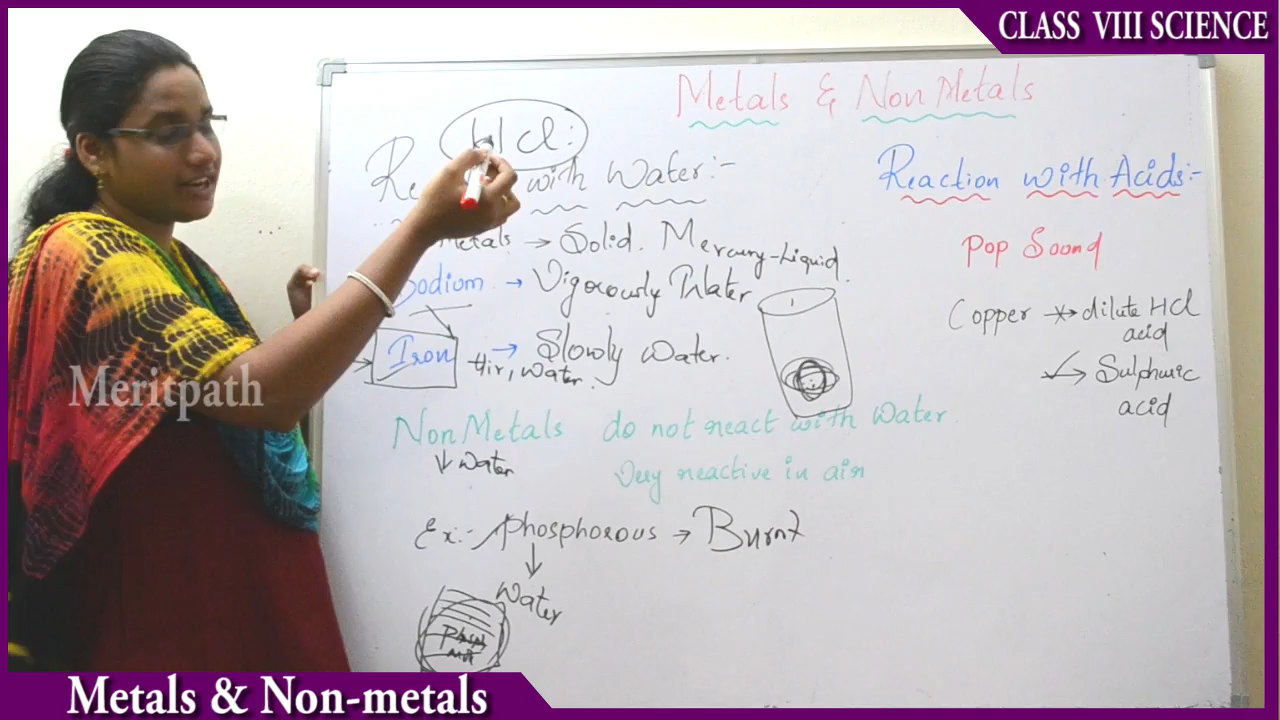 CLASS VIII SCIENCE
Metals & Non Metals
HCl:
with Water:-
Metals → Solid. Mercury-Liquid
Sodium → Vigorously Water
Iron → Slowly Water.
Air, Water.
Non Metals do not react with Water.
↓ Water
Very reactive in air
Ex:- Phosphorous → Burnt
↓
Water
Reaction with Acids:-
Pop Sound
Copper → dilute HCl
acid
→ Sulphuric
acid
Meritpath
Metals & Non-metals